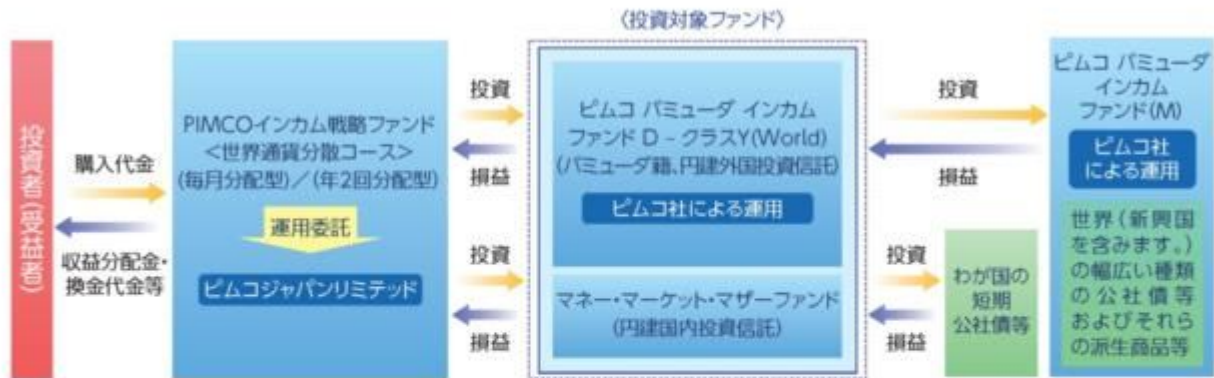 〈投資対象ファンド〉
投資者(受益者)
購入代金
収益分配金・
換金代金等
PIMCOインカム戦略ファンド
<世界通貨分散コース>
(毎月分配型)／(年2回分配型)
運用委託
ピムコジャパンリミテッド
投資
損益
投資
損益
ピムコ バミューダ インカム
ファンド D – クラスY(World)
(バミューダ籍、円建外国投資信託)
ピムコ社による運用
マネー・マーケット・マザーファンド
(円建国内投資信託)
投資
損益
投資
損益
わが国の
短期
公社債等
ピムコ バミューダ
インカム
ファンド(M)
ピムコ社
による運用
世界(新興国
を含みます。)
の幅広い種類
の公社債等
およびそれら
の派生商品等